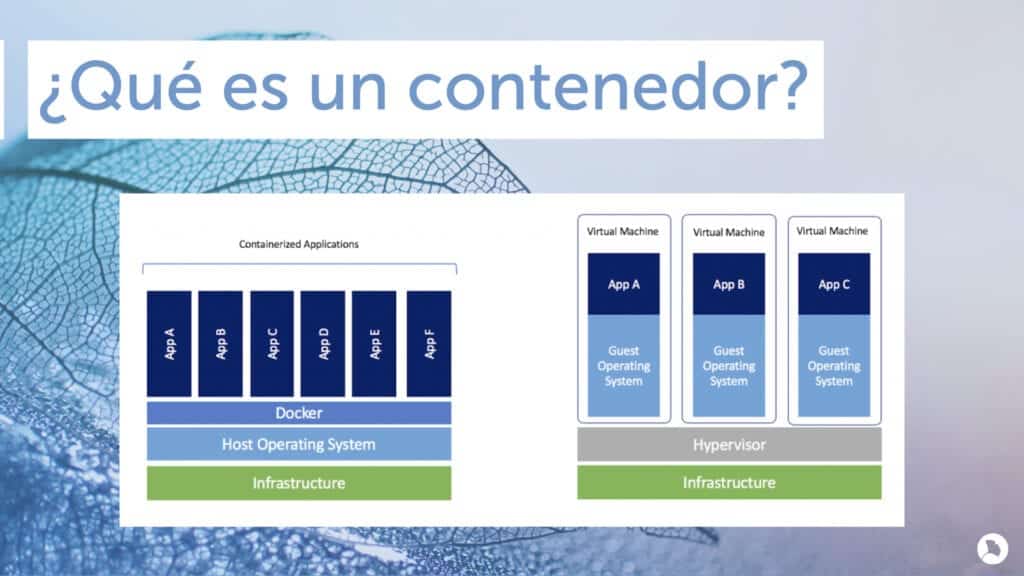 ¿Qué es un contenedor?
Containerized Applications
App A
App B
App C
App D
App E
App F
Docker
Host Operating System
Infrastructure
Virtual Machine
App A
Guest
Operating
System
Virtual Machine
App B
Guest
Operating
System
Virtual Machine
App C
Guest
Operating
System
Hypervisor
Infrastructure